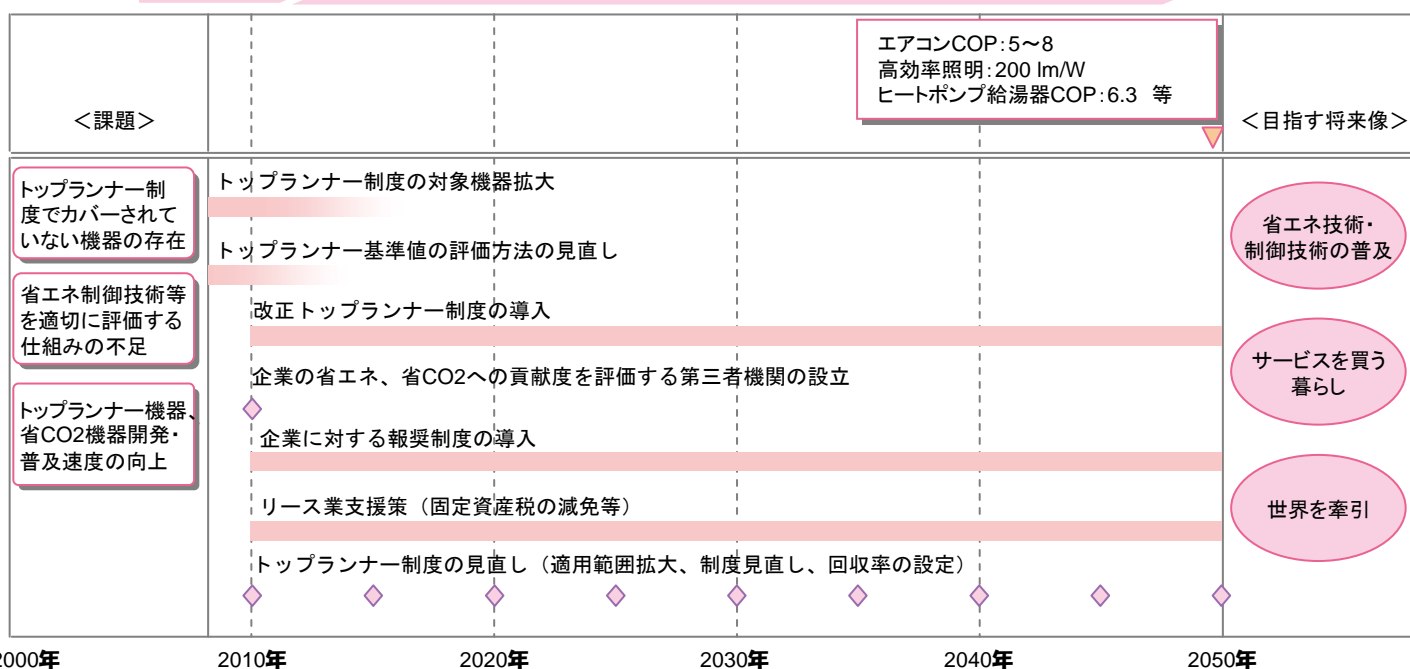 エアコンCOP：5～8
高効率照明：200 lm/W
ヒートポンプ給湯器COP：6.3 等
＜課題＞
＜目指す将来像＞
トップランナー制
度でカバーされて
いない機器の存在
省エネ制御技術等
を適切に評価する
仕組みの不足
トップランナー機器、
省CO2機器開発・
普及速度の向上
トップランナー制度の対象機器拡大
トップランナー基準値の評価方法の見直し
改正トップランナー制度の導入
企業の省エネ、省CO2への貢献度を評価する第三者機関の設立
企業に対する報奨制度の導入
リース業支援策（固定資産税の減免等）
トップランナー制度の見直し（適用範囲拡大、制度見直し、回収率の設定）
省エネ技術・
制御技術の普及
サービスを買う
暮らし
世界を牽引
2000年
2010年
2020年
2030年
2040年
2050年